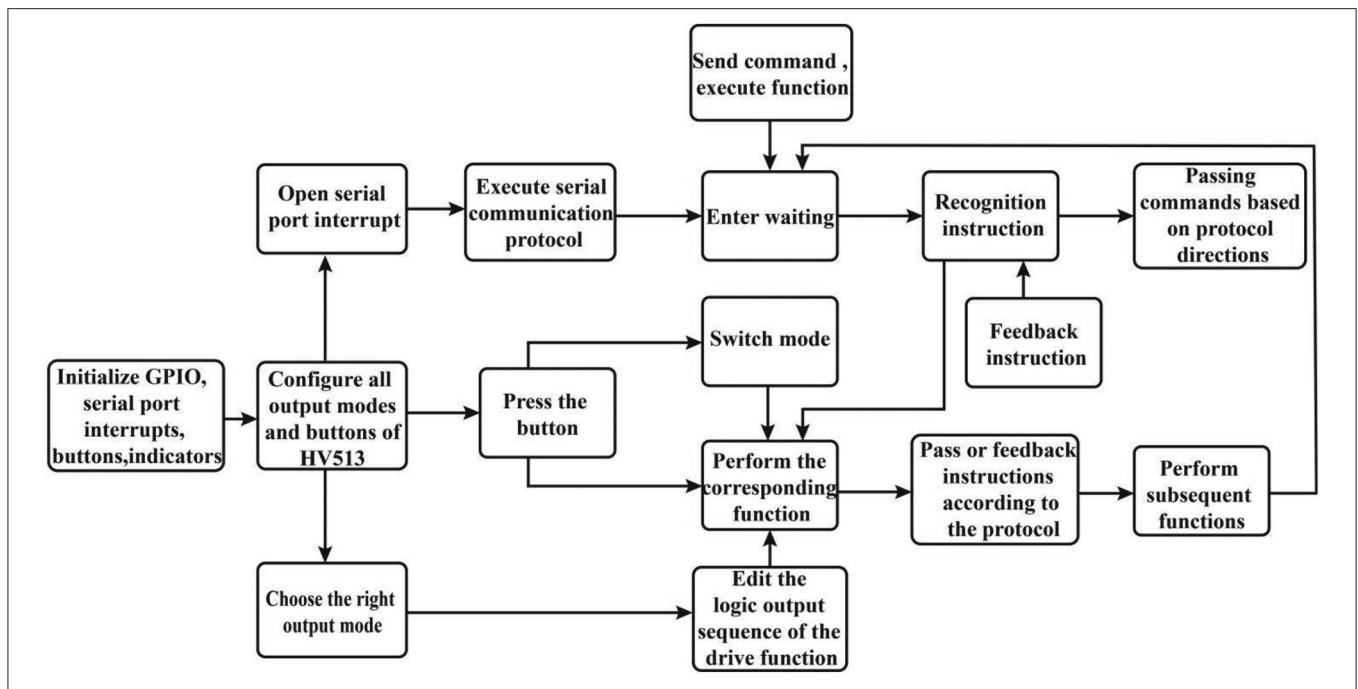 Send command ,
execute function
Open serial
port interrupt
Execute serial
communication
protocol
Enter waiting
Recognition
instruction
Passing
commands based
on protocol
directions
Switch mode
Feedback
instruction
Initialize GPIO,
serial port
interrupts,
buttons,indicators
Configure all
output modes
and buttons of
HV513
Press the
button
Perform the
corresponding
function
Pass or feedback
instructions
according to
the protocol
Perform
subsequent
functions
Choose the right
output mode
Edit the
logic output
sequence of the
drive function